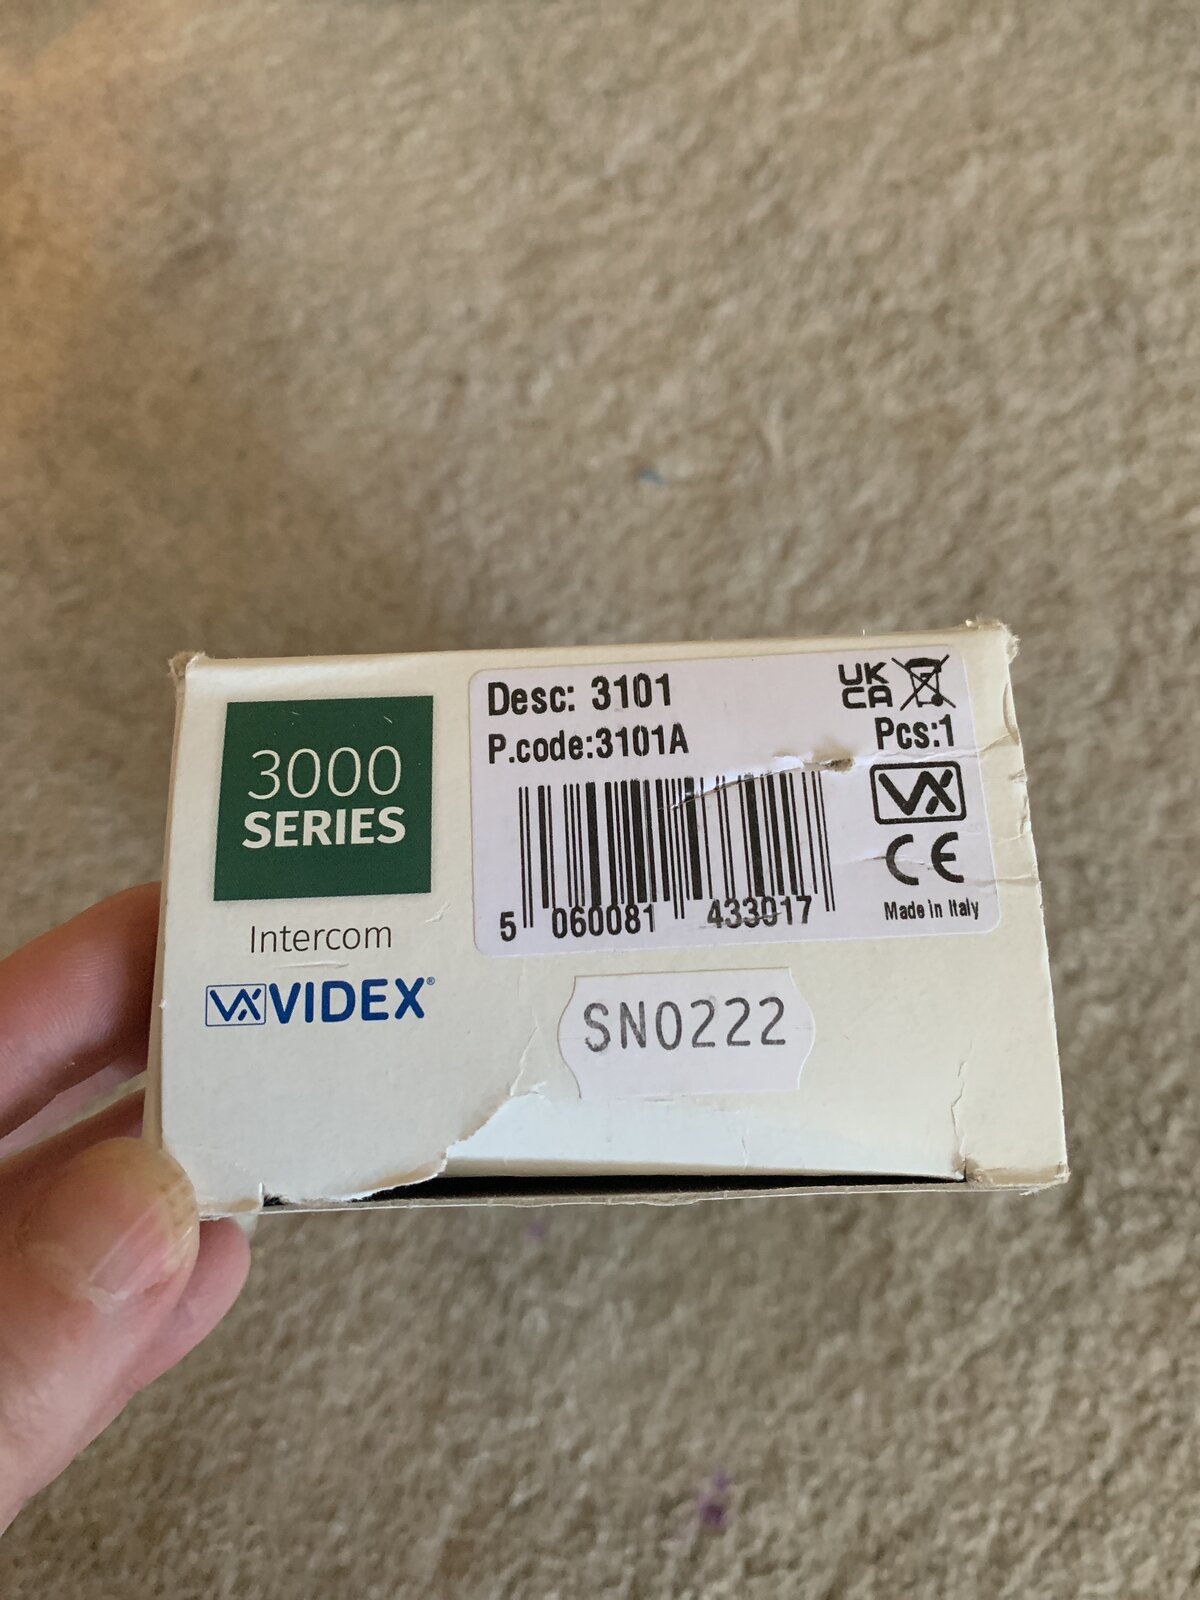 3000
SERIES
Intercom
VX VIDEX®
Desc: 3101
P.code:3101A
UK
CA
Pcs:1
VX
CE
5 060081 433017
Made in Italy
SN0222